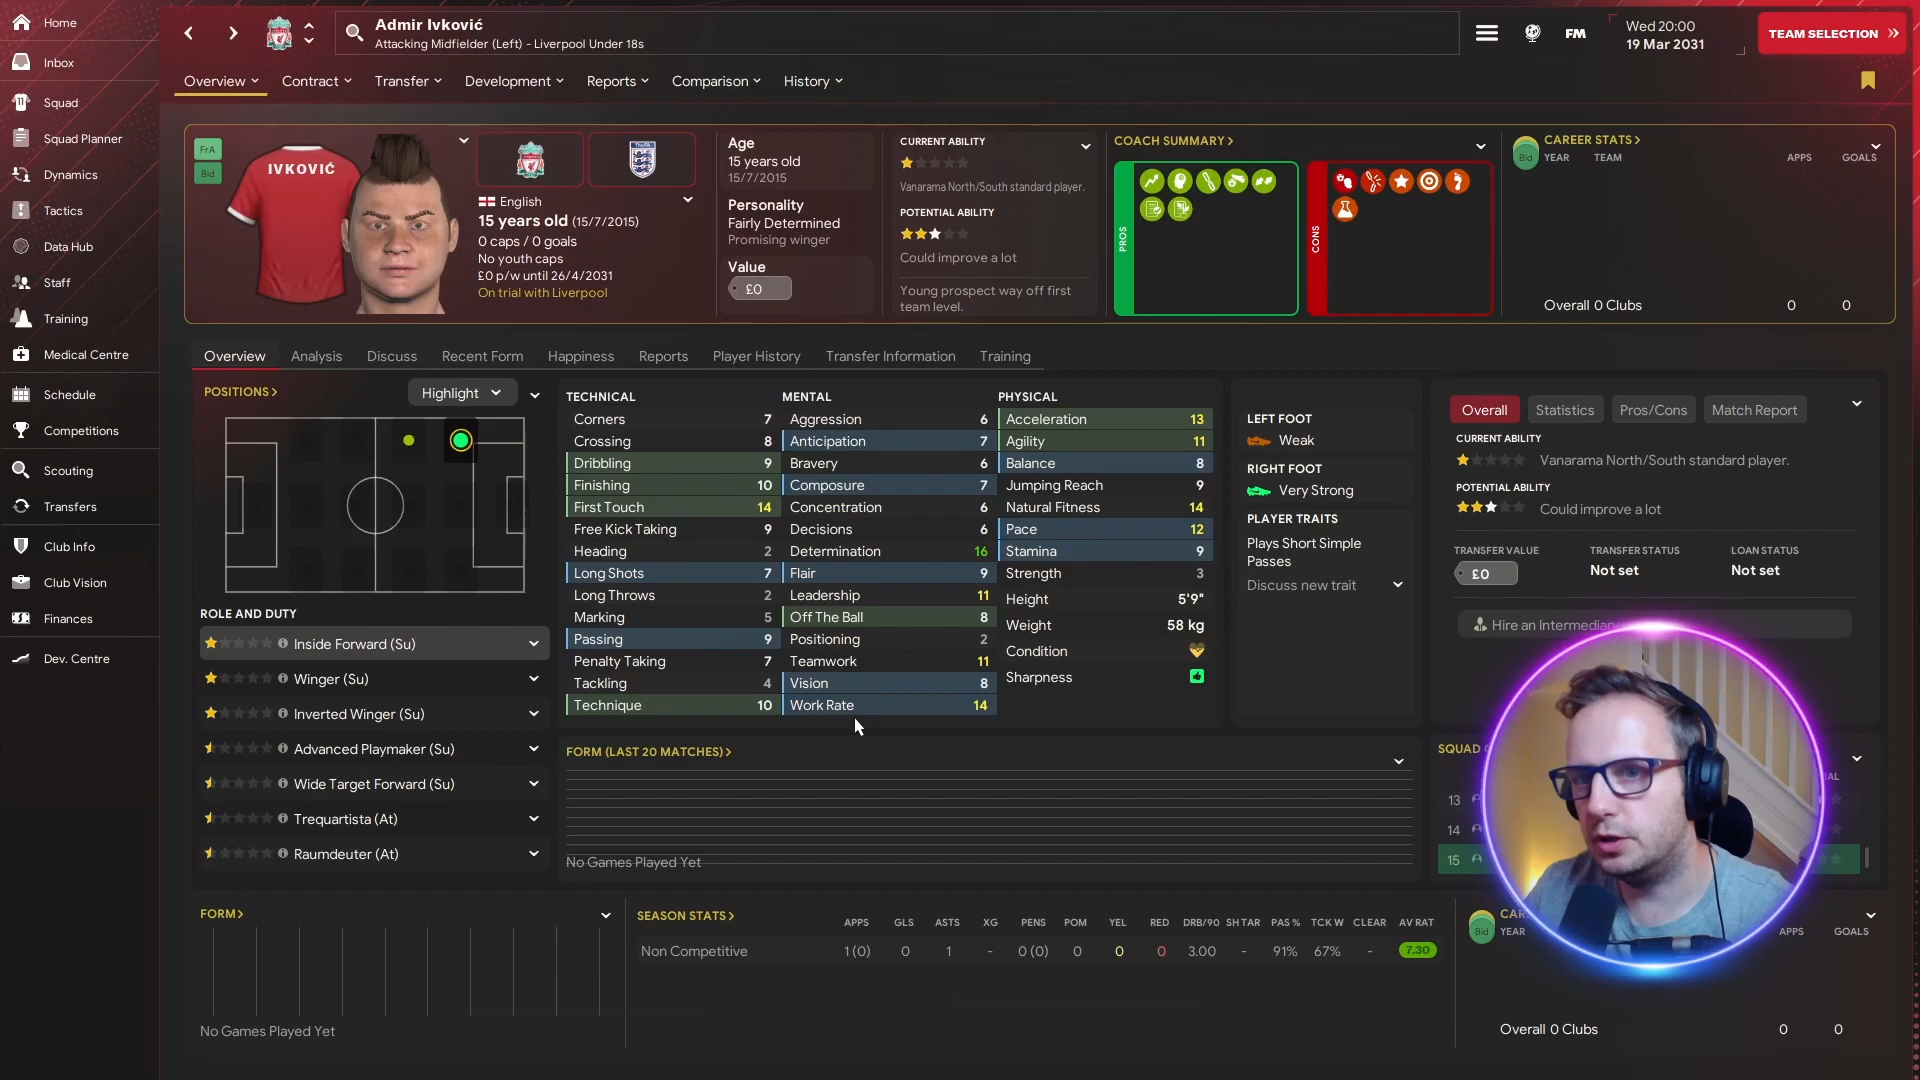 Home
Inbox
Squad
Squad Planner
Dynamics
Tactics
Data Hub
Staff
Training
Medical Centre
Schedule
Competitions
Scouting
Transfers
Club Info
Club Vision
Finances
Dev. Centre
Admir Ivković
Attacking Midfielder (Left) - Liverpool Under 18s
FM
Wed 20:00
19 Mar 2031
TEAM SELECTION
Overview
Contract
Transfer
Development
Reports
Comparison
History
FrA
Bid
IVKOVIĆ
English
15 years old (15/7/2015)
0 caps / 0 goals
No youth caps
£0 p/w until 26/4/2031
On trial with Liverpool
Age
15 years old
15/7/2015
Personality
Fairly Determined
Promising winger
Value
£0
CURRENT ABILITY
Vanarama North/South standard player.
POTENTIAL ABILITY
Could improve a lot
Young prospect way off first
team level.
COACH SUMMARY >
PROS
CONS
CAREER STATS >
Bid YEAR TEAM APPS GOALS
Overall 0 Clubs 0 0
Overview Analysis Discuss Recent Form Happiness Reports Player History Transfer Information Training
POSITIONS >
Highlight
ROLE AND DUTY
Inside Forward (Su)
Winger (Su)
Inverted Winger (Su)
Advanced Playmaker (Su)
Wide Target Forward (Su)
Trequartista (At)
Raumdeuter (At)
TECHNICAL
Corners 7
Crossing 8
Dribbling 9
Finishing 10
First Touch 14
Free Kick Taking 9
Heading 2
Long Shots 7
Long Throws 2
Marking 5
Passing 9
Penalty Taking 7
Tackling 4
Technique 10
MENTAL
Aggression 6
Anticipation 7
Bravery 6
Composure 7
Concentration 6
Decisions 6
Determination 16
Flair 9
Leadership 11
Off The Ball 8
Positioning 2
Teamwork 11
Vision 8
Work Rate 14
PHYSICAL
Acceleration 13
Agility 11
Balance 8
Jumping Reach 9
Natural Fitness 14
Pace 12
Stamina 9
Strength 3
Height 5'9"
Weight 58 kg
Condition
Sharpness
LEFT FOOT
Weak
RIGHT FOOT
Very Strong
PLAYER TRAITS
Plays Short Simple
Passes
Discuss new trait
Overall Statistics Pros/Cons Match Report
CURRENT ABILITY
Vanarama North/South standard player.
POTENTIAL ABILITY
Could improve a lot
TRANSFER VALUE TRANSFER STATUS LOAN STATUS
£0 Not set Not set
Hire an Intermediary
FORM (LAST 20 MATCHES) >
No Games Played Yet
SQUAD
13
14
15
FORM >
No Games Played Yet
SEASON STATS > APPS GLS ASTS XG PENS POM YEL RED DRB/90 SH TAR PAS % TCK W CLEAR AV RAT
Non Competitive 1 (0) 0 1 - 0 (0) 0 0 0 3.00 - 91% 67% - 7.30
Bid YEAR APPS GOALS
Overall 0 Clubs 0 0